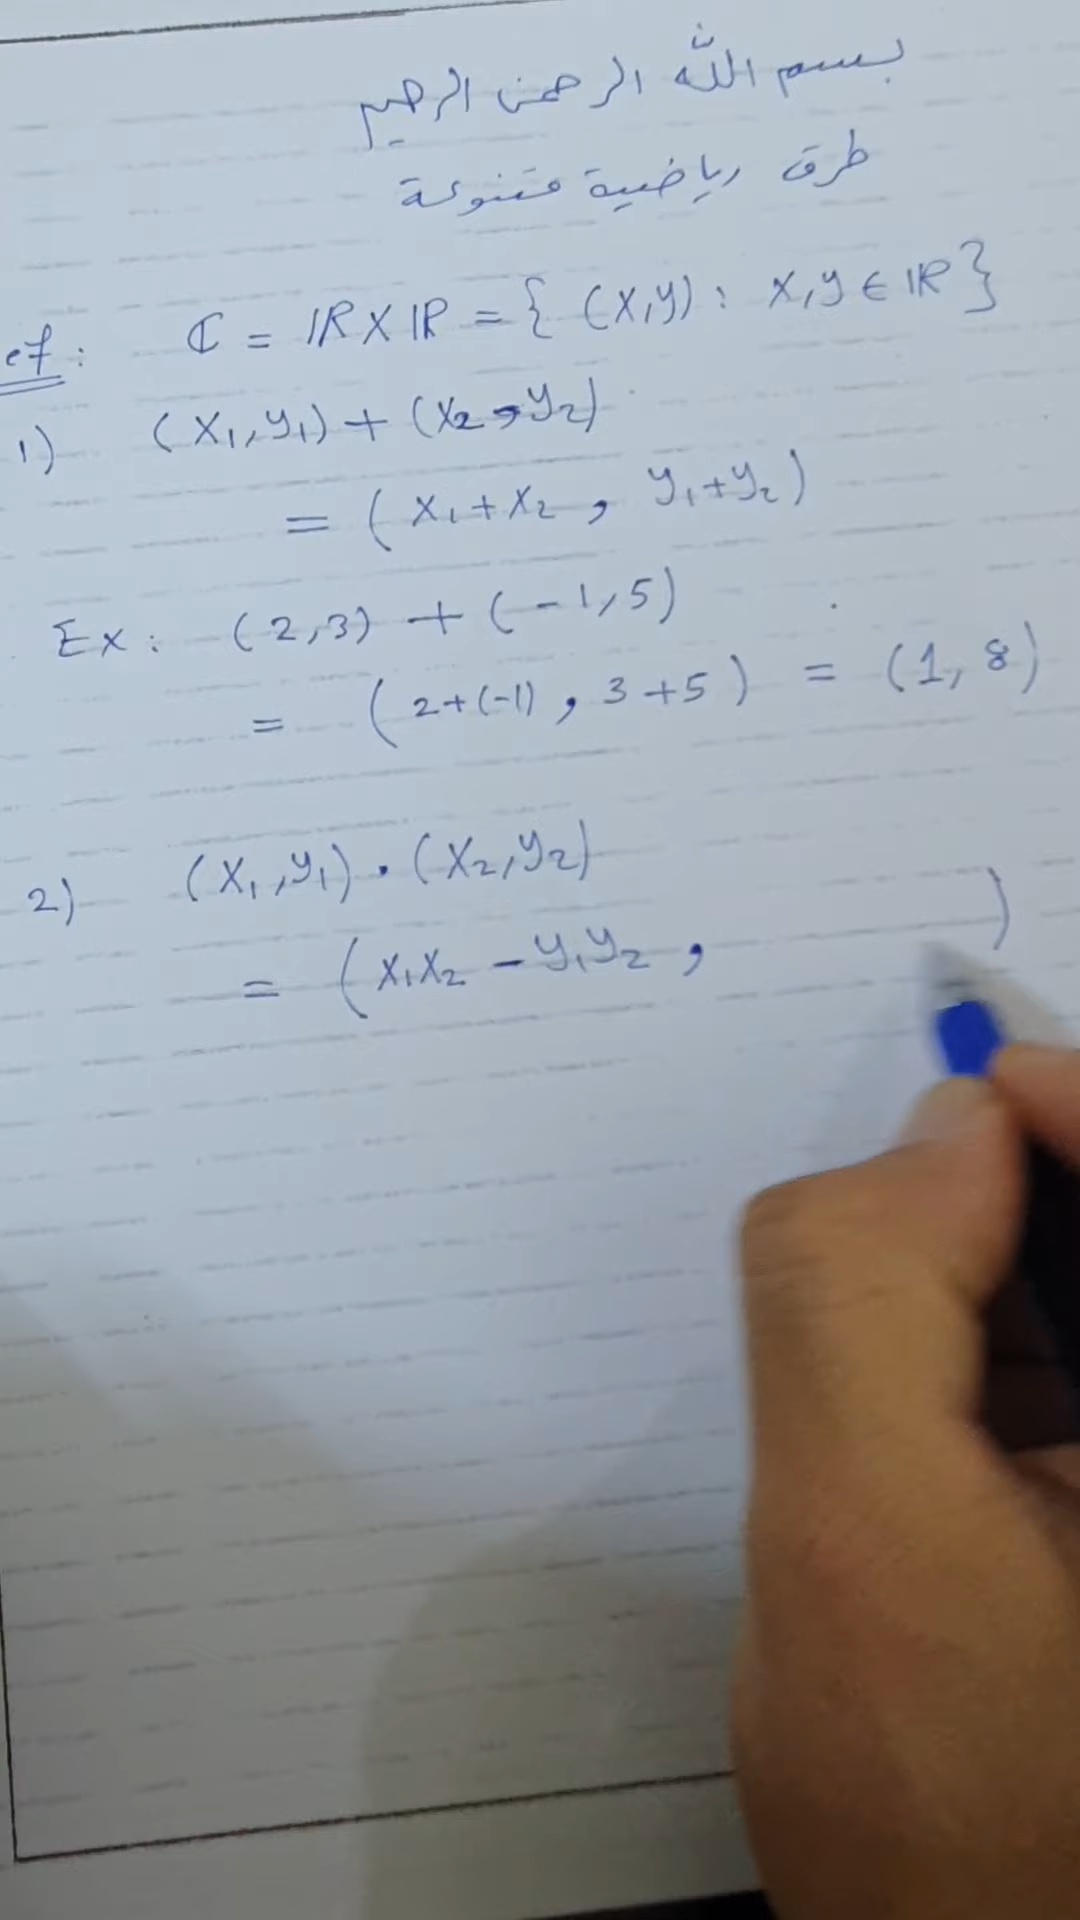 بسم الله الرحمن الرحيم
طرق رياضية متنوعة
ef: ℂ = ℝ × ℝ = { (x,y) : x,y ∈ ℝ }
1) (x₁,y₁) + (x₂,y₂)
= (x₁+x₂, y₁+y₂)
Ex: (2,3) + (-1,5)
= (2+(-1), 3+5) = (1,8)
2) (x₁,y₁) · (x₂,y₂)
= (x₁x₂ - y₁y₂, )